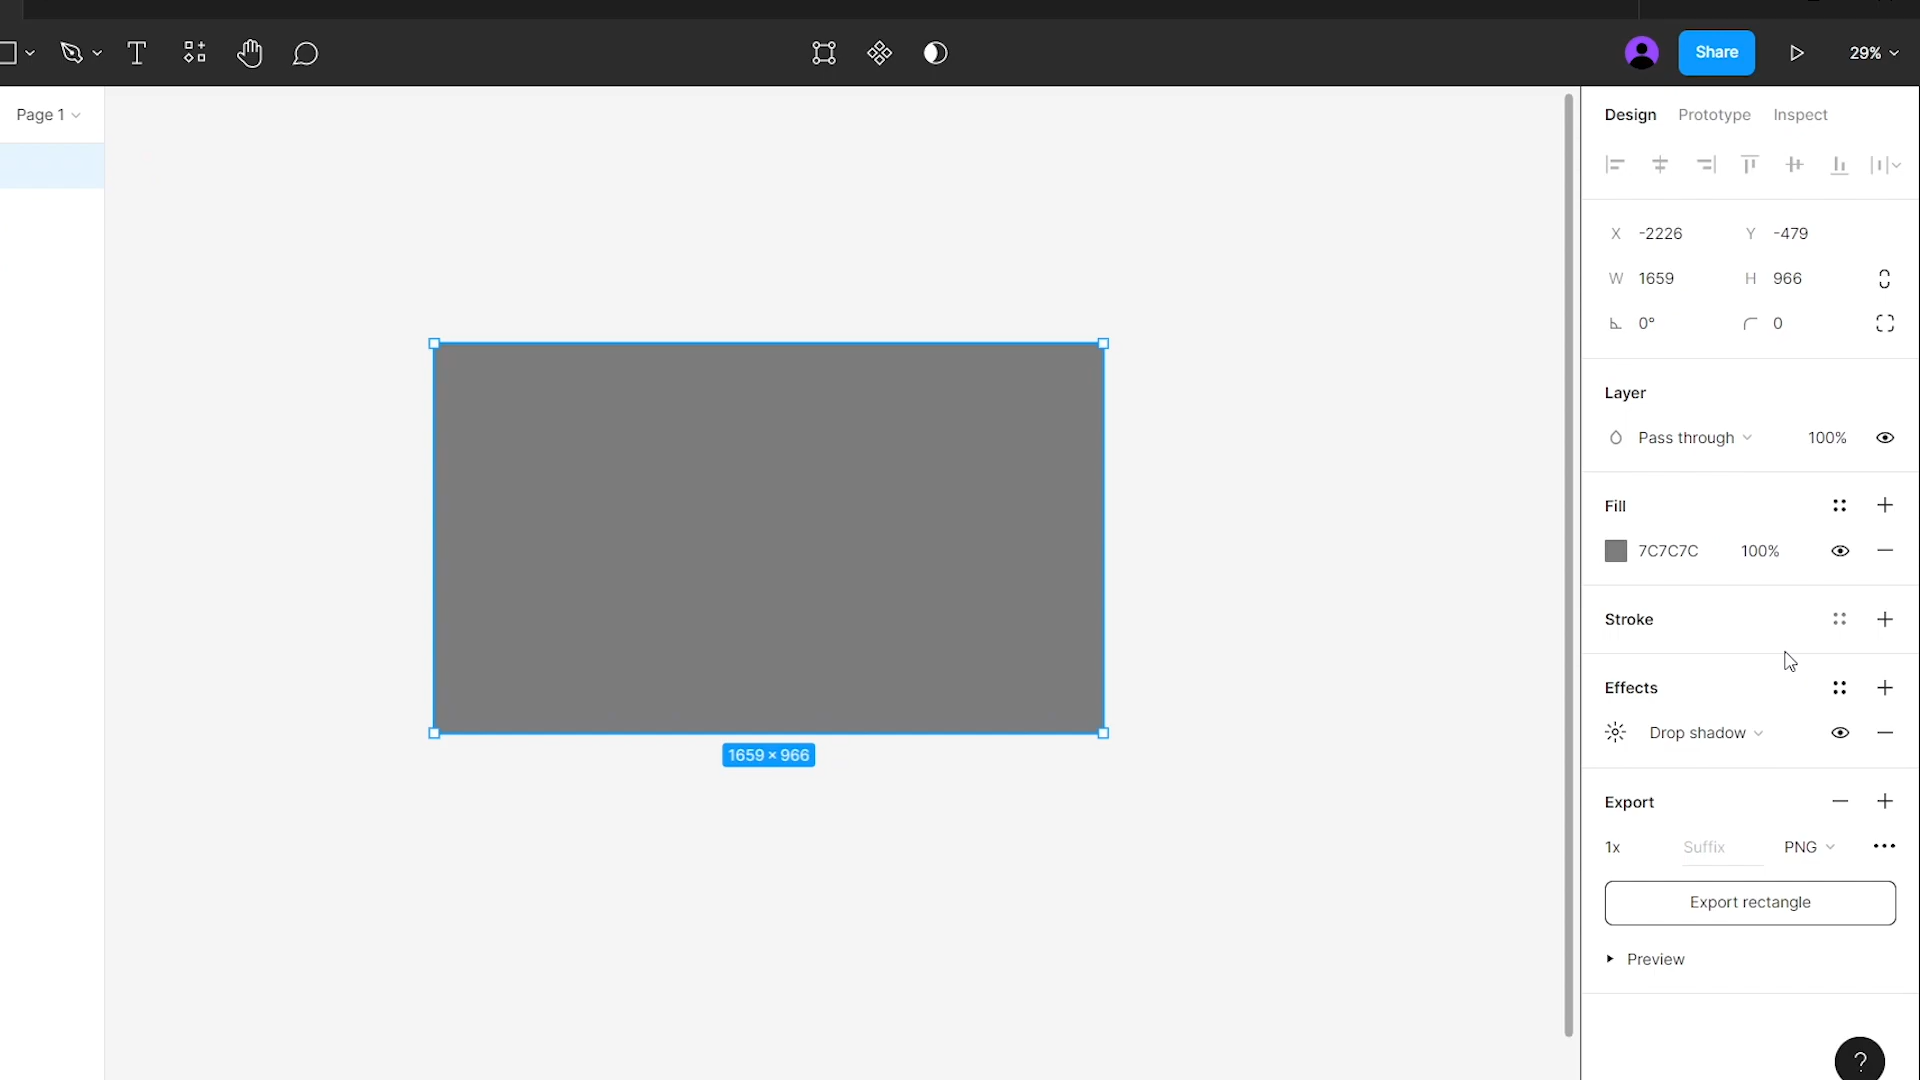 Share
29%
Page 1
Design Prototype Inspect
X -2226 Y -479
W 1659 H 966
0° 0
Layer
Pass through 100%
Fill
7C7C7C 100%
Stroke
Effects
Drop shadow
1659 × 966
Export
1x Suffix PNG
Export rectangle
Preview
?